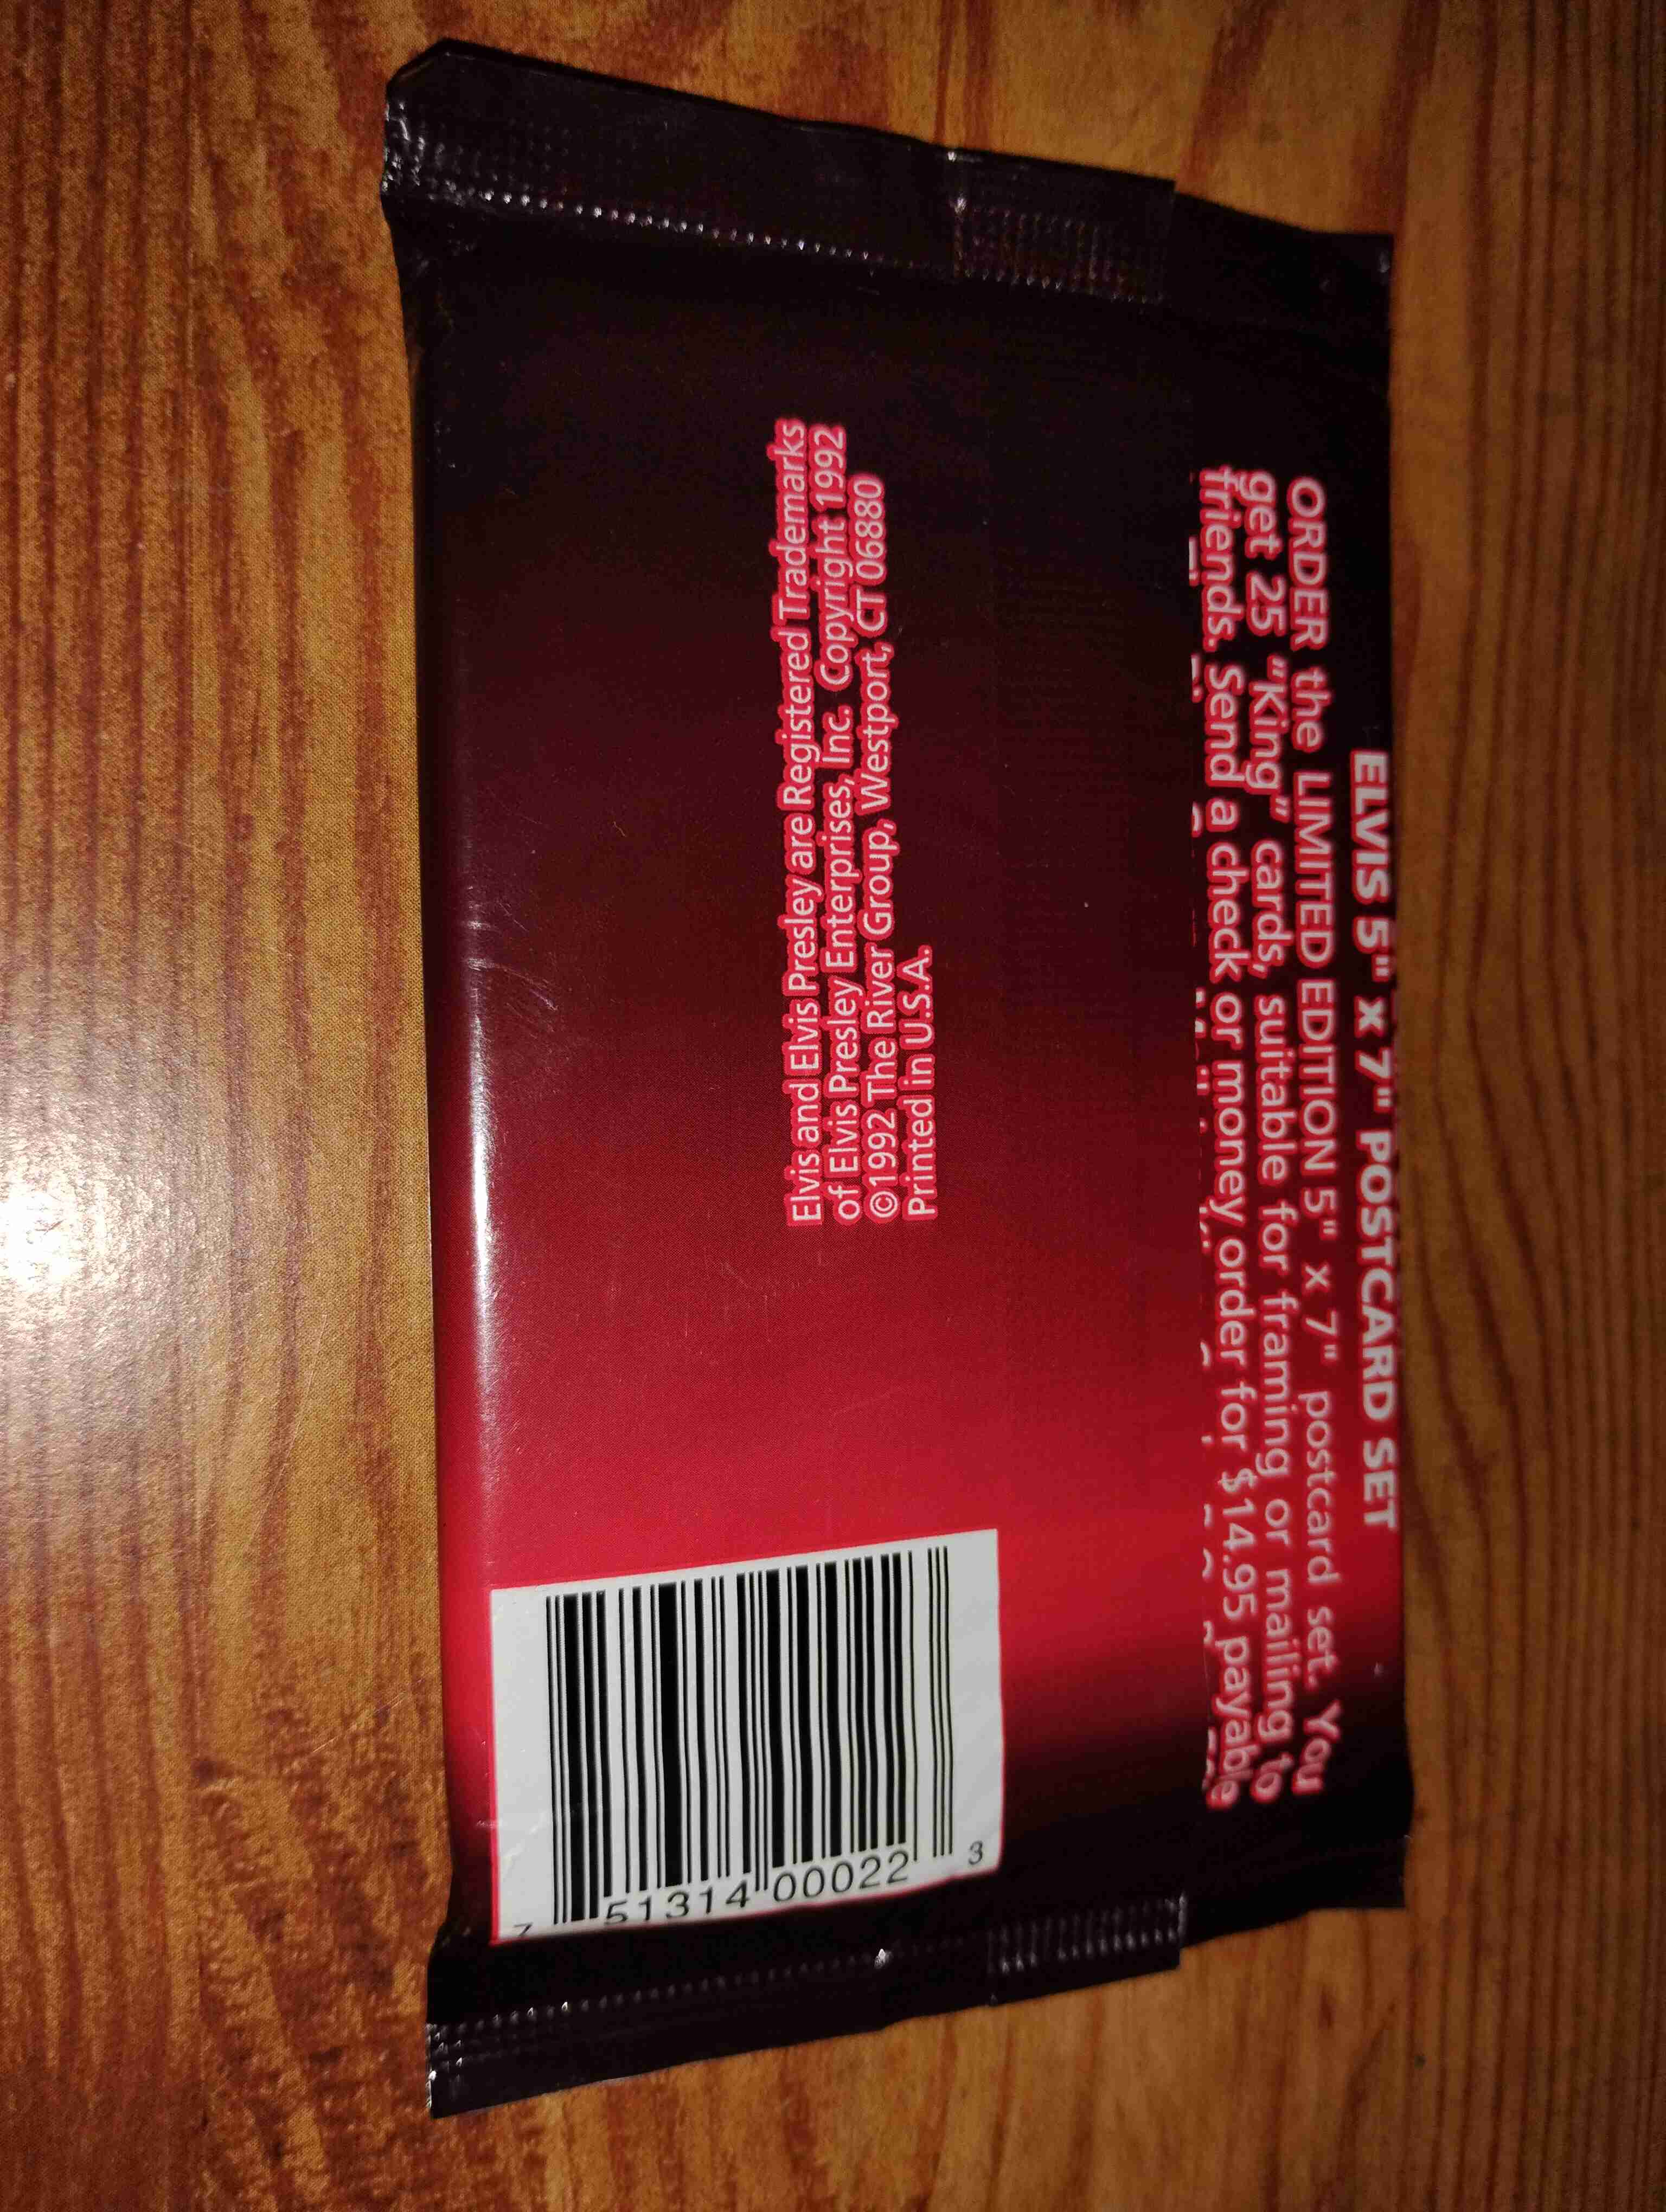 ELVIS 5" x 7" POSTCARD SET
ORDER the LIMITED EDITION 5" x 7" postcard set. You
get 25 "King" cards, suitable for framing or mailing to
friends. Send a check or money order for $14.95 payable
Elvis and Elvis Presley are Registered Trademarks
of Elvis Presley Enterprises, Inc. Copyright 1992
©1992 The River Group, Westport, CT 06880
Printed in U.S.A.
7 51314 00022 3